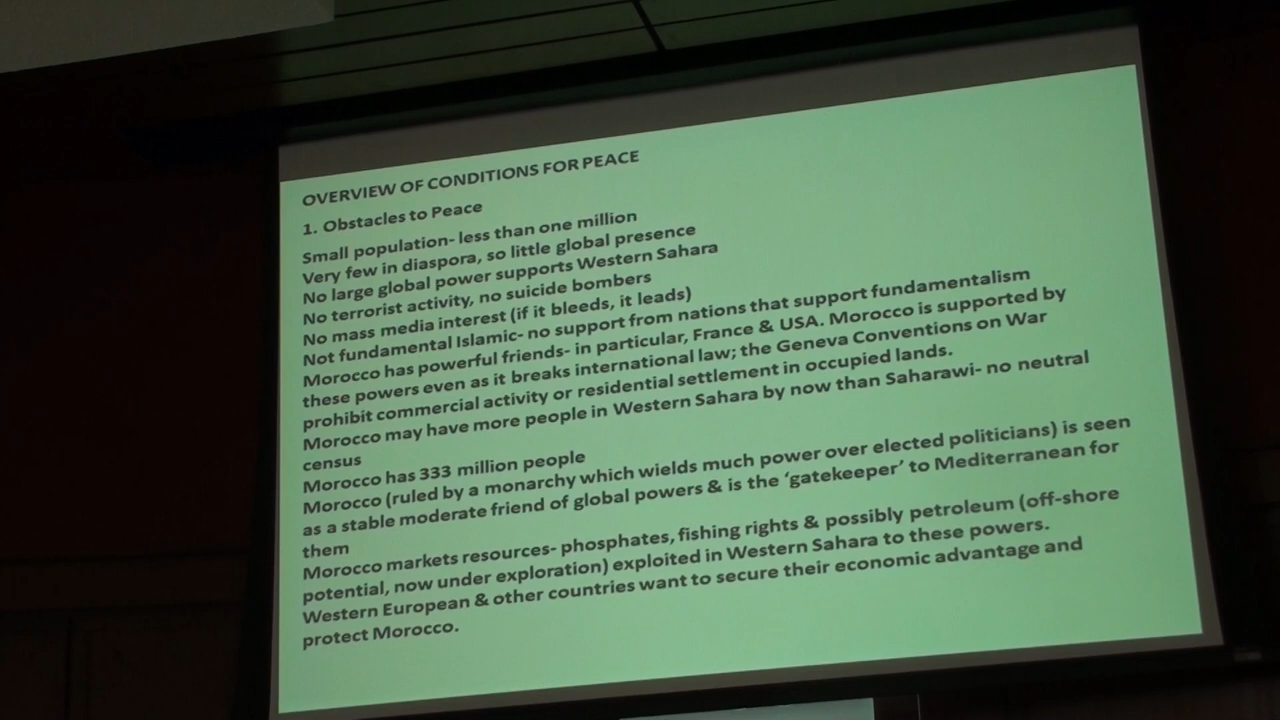 OVERVIEW OF CONDITIONS FOR PEACE
1. Obstacles to Peace
Small population- less than one million
Very few in diaspora, so little global presence
No large global power supports Western Sahara
No terrorist activity, no suicide bombers
No mass media interest (if it bleeds, it leads)
Not fundamental Islamic- no support from nations that support fundamentalism
Morocco has powerful friends- in particular, France & USA. Morocco is supported by
these powers even as it breaks international law; the Geneva Conventions on War
prohibit commercial activity or residential settlement in occupied lands.
Morocco may have more people in Western Sahara by now than Saharawi- no neutral
census
Morocco has 333 million people
Morocco (ruled by a monarchy which wields much power over elected politicians) is seen
as a stable moderate friend of global powers & is the ‘gatekeeper’ to Mediterranean for
them
Morocco markets resources- phosphates, fishing rights & possibly petroleum (off-shore
potential, now under exploration) exploited in Western Sahara to these powers.
Western European & other countries want to secure their economic advantage and
protect Morocco.